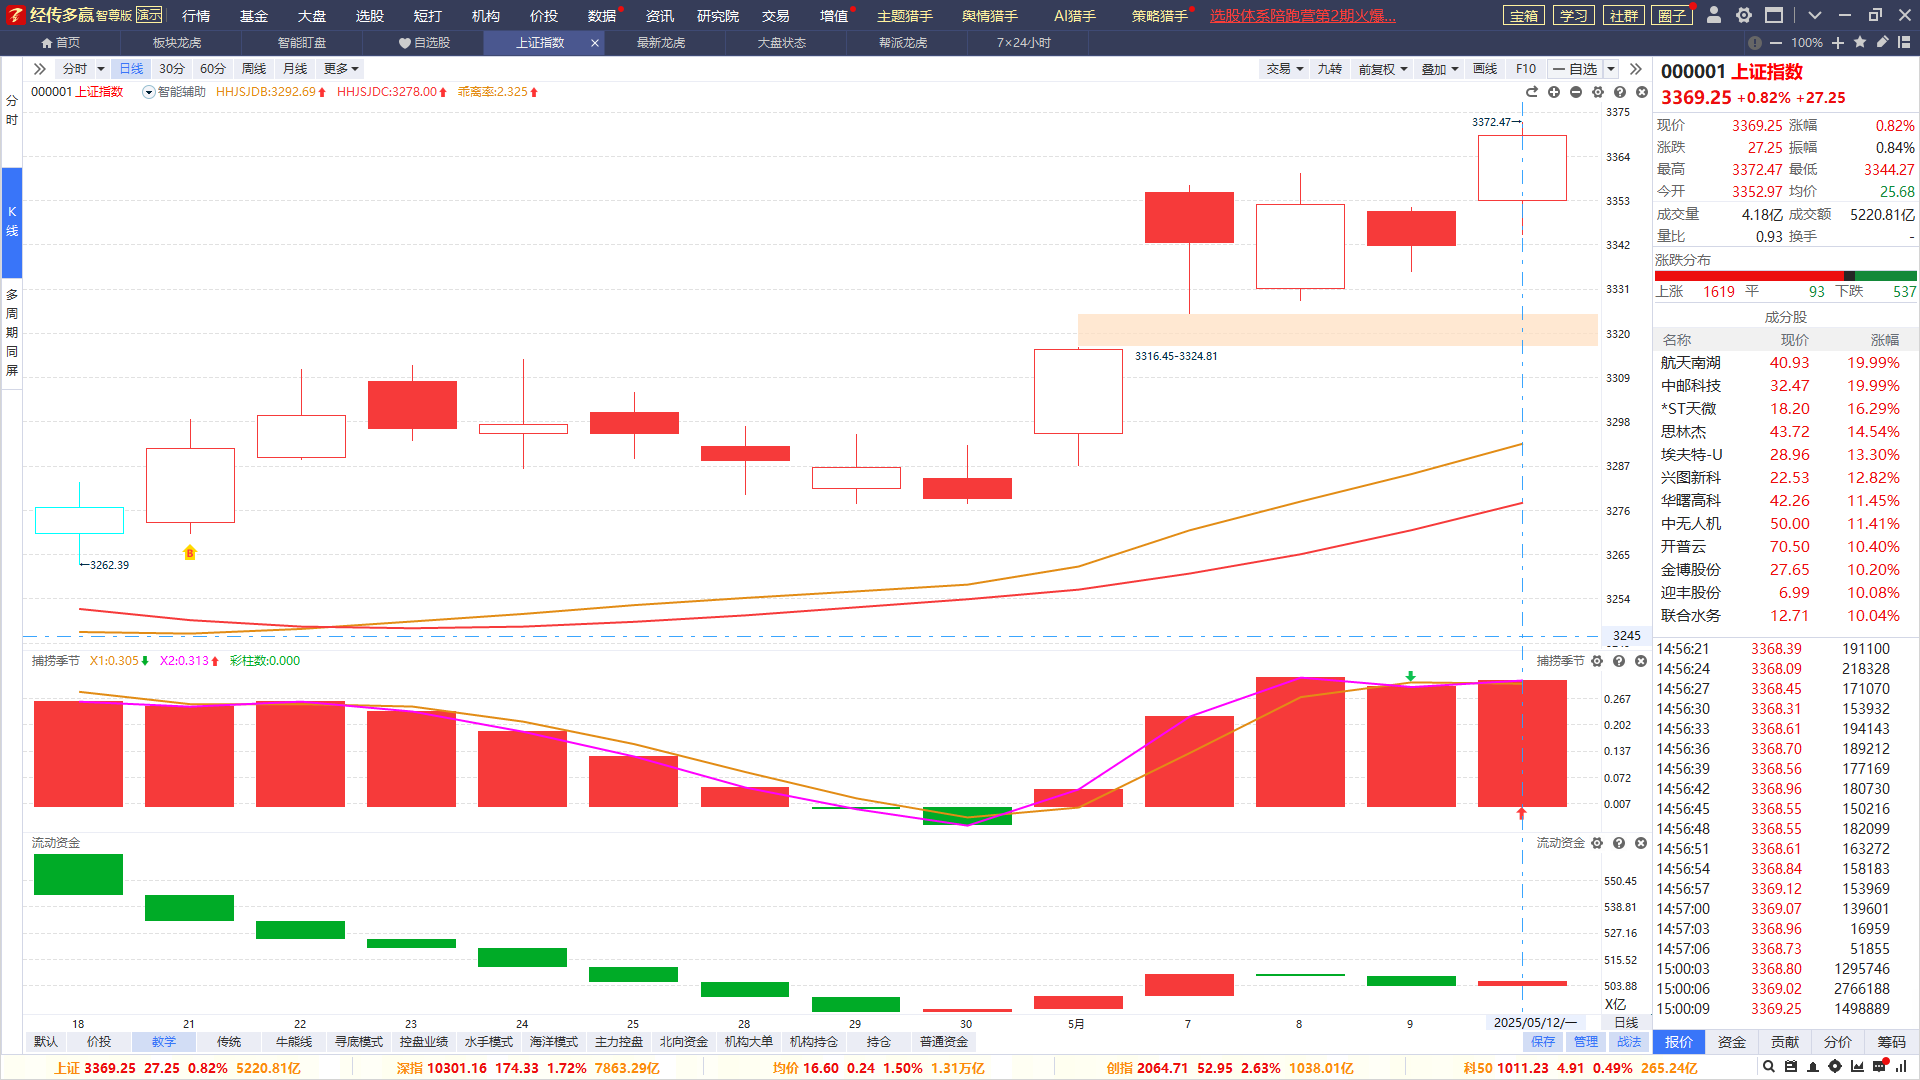 经传多赢 智尊版 演示 行情 基金 大盘 选股 短打 机构 价投 数据 资讯 研究院 交易 增值 主题猎手 舆情猎手 AI猎手 策略猎手 选股体系陪跑营第2期火爆... 宝箱 学习 社群 圈子
首页 板块龙虎 智能盯盘 自选股 上证指数 × 最新龙虎 大盘状态 帮派龙虎 7×24小时 100%
分时 日线 30分 60分 周线 月线 更多 交易 九转 前复权 叠加 画线 F10 自选
000001 上证指数 智能辅助 HHJSJDB:3292.69 HHJSJDC:3278.00 乖离率:2.325
分时
K线
多周期同屏
3372.47
3316.45-3324.81
3262.39
B
3375
3364
3353
3342
3331
3320
3309
3298
3287
3276
3265
3254
3245
捕捞季节 X1:0.305 X2:0.313 彩柱数:0.000 捕捞季节
0.267
0.202
0.137
0.072
0.007
流动资金 流动资金
550.45
538.81
527.16
515.52
503.88
X亿
18 21 22 23 24 25 28 29 30 5月 7 8 9 2025/05/12/一 日线
默认 价投 教学 传统 牛能线 寻底模式 控盘业绩 水手模式 海洋模式 主力控盘 北向资金 机构大单 机构持仓 持仓 普通资金 保存 管理 战法
000001 上证指数
3369.25 +0.82% +27.25
现价 3369.25 涨幅 0.82%
涨跌 27.25 振幅 0.84%
最高 3372.47 最低 3344.27
今开 3352.97 均价 25.68
成交量 4.18亿 成交额 5220.81亿
量比 0.93 换手 -
涨跌分布
上涨 1619 平 93 下跌 537
成分股
名称 现价 涨幅
航天南湖 40.93 19.99%
中邮科技 32.47 19.99%
*ST天微 18.20 16.29%
思林杰 43.72 14.54%
埃夫特-U 28.96 13.30%
兴图新科 22.53 12.82%
华曙高科 42.26 11.45%
中无人机 50.00 11.41%
开普云 70.50 10.40%
金博股份 27.65 10.20%
迎丰股份 6.99 10.08%
联合水务 12.71 10.04%
14:56:21 3368.39 191100
14:56:24 3368.09 218328
14:56:27 3368.45 171070
14:56:30 3368.31 153932
14:56:33 3368.61 194143
14:56:36 3368.70 189212
14:56:39 3368.56 177169
14:56:42 3368.96 180730
14:56:45 3368.55 150216
14:56:48 3368.55 182099
14:56:51 3368.61 163272
14:56:54 3368.84 158183
14:56:57 3369.12 153969
14:57:00 3369.07 139601
14:57:03 3368.96 16959
14:57:06 3368.73 51855
15:00:03 3368.80 1295746
15:00:06 3369.02 2766188
15:00:09 3369.25 1498889
报价 资金 贡献 分价 筹码
上证 3369.25 27.25 0.82% 5220.81亿 深指 10301.16 174.33 1.72% 7863.29亿 均价 16.60 0.24 1.50% 1.31万亿 创指 2064.71 52.95 2.63% 1038.01亿 科50 1011.23 4.91 0.49% 265.24亿